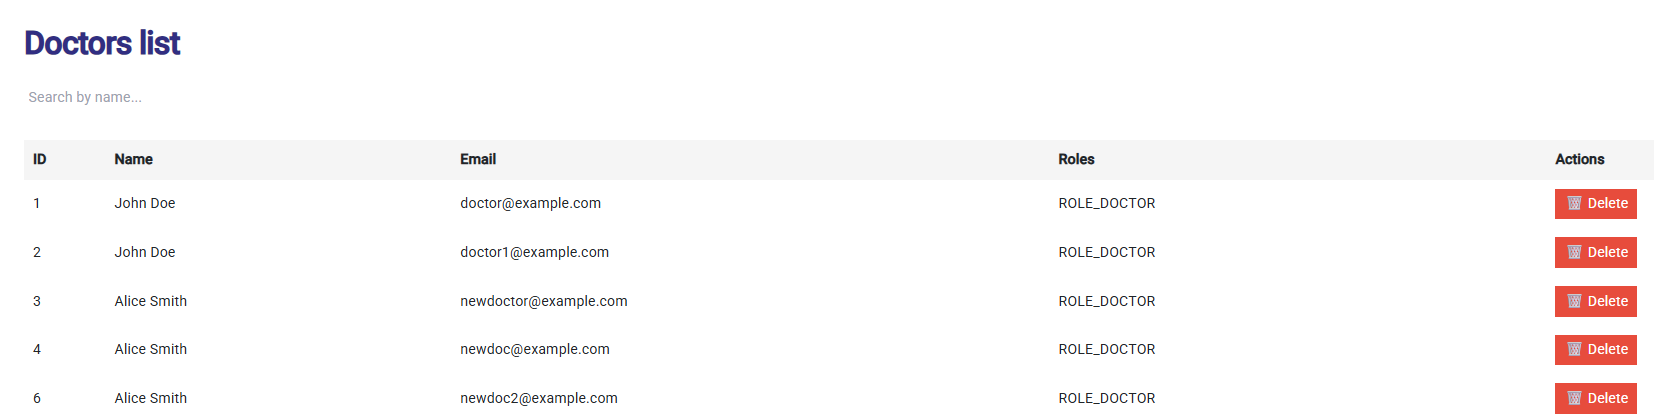 Doctors list
Search by name...
ID Name Email Roles Actions
1 John Doe doctor@example.com ROLE_DOCTOR Delete
2 John Doe doctor1@example.com ROLE_DOCTOR Delete
3 Alice Smith newdoctor@example.com ROLE_DOCTOR Delete
4 Alice Smith newdoc@example.com ROLE_DOCTOR Delete
6 Alice Smith newdoc2@example.com ROLE_DOCTOR Delete